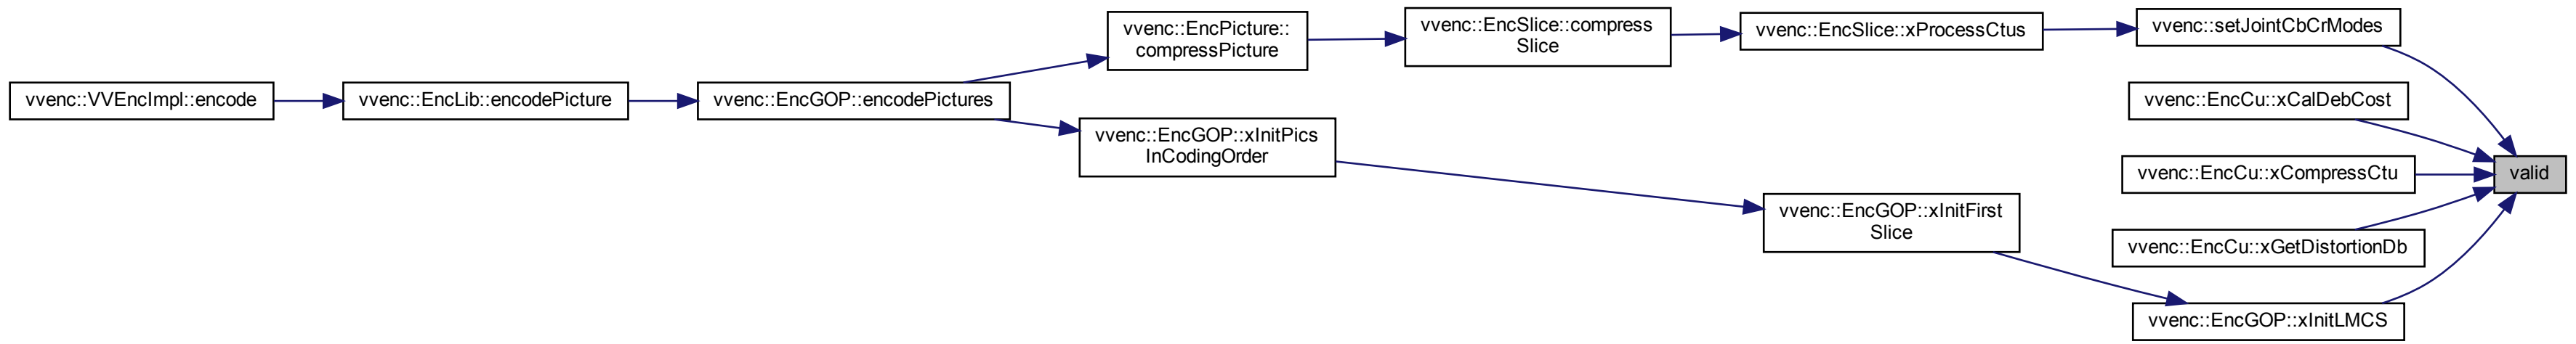 vvenc::VVEncImpl::encode
vvenc::EncLib::encodePicture
vvenc::EncGOP::encodePictures
vvenc::EncPicture::
compressPicture
vvenc::EncSlice::compress
Slice
vvenc::EncSlice::xProcessCtus
vvenc::setJointCbCrModes
vvenc::EncGOP::xInitPics
InCodingOrder
vvenc::EncGOP::xInitFirst
Slice
vvenc::EncCu::xCalDebCost
vvenc::EncCu::xCompressCtu
vvenc::EncCu::xGetDistortionDb
vvenc::EncGOP::xInitLMCS
valid